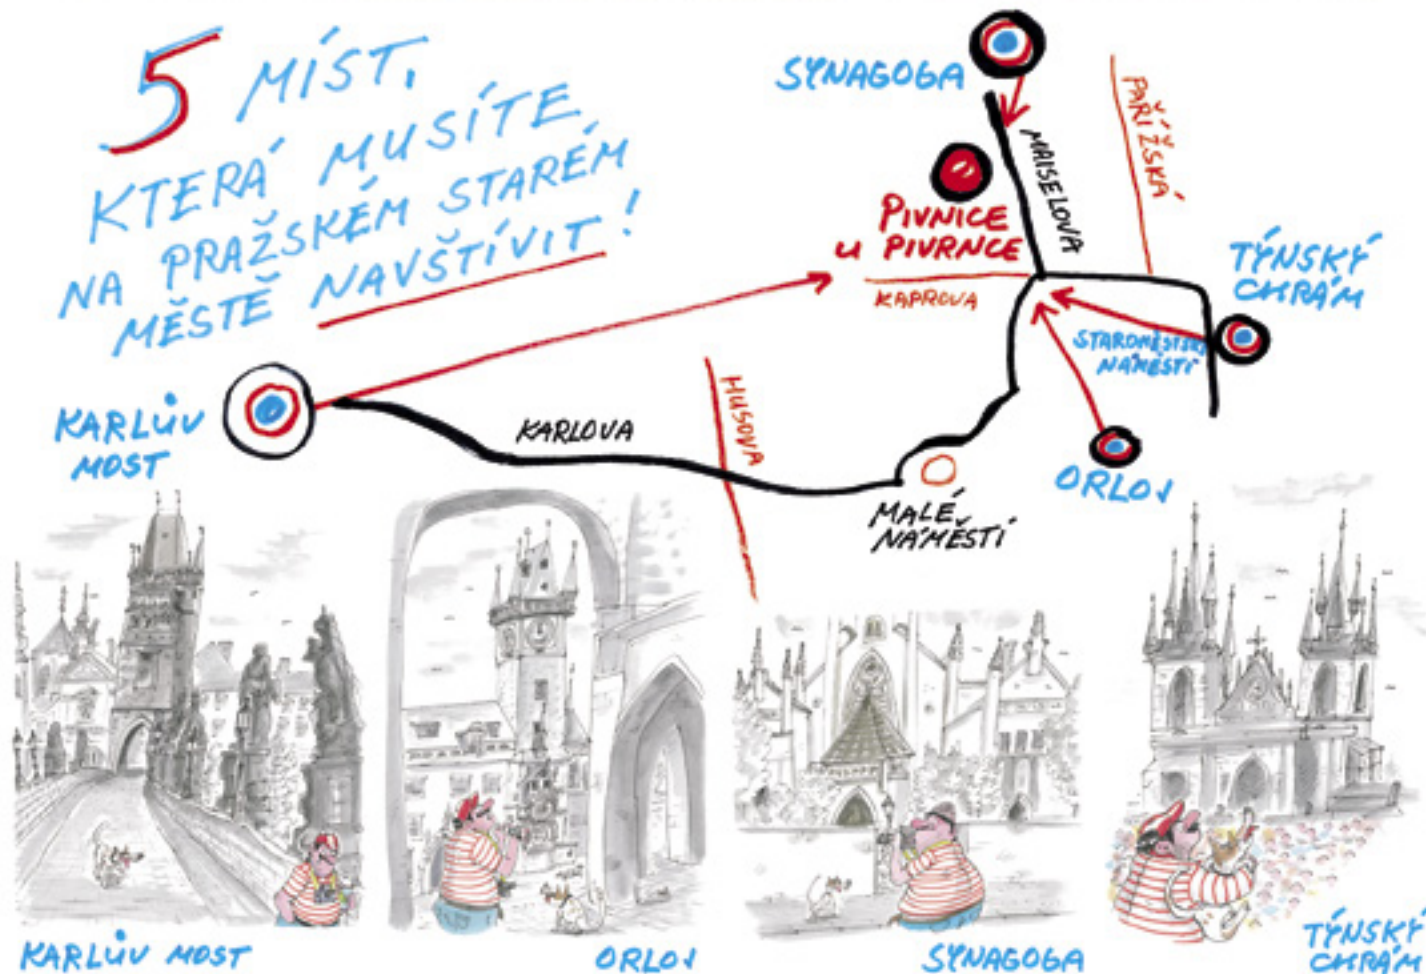 5 MÍST,
KTERÁ MUSÍTE
NA PRAŽSKÉM STARÉM
MĚSTĚ NAVŠTÍVIT!
SYNAGOGA
PAŘÍŽSKÁ
MAISELOVA
PIVNICE
U PIVRNCE
KAPROVA
TÝNSKÝ
CHRÁM
STAROMĚSTSKÉ
NÁMĚSTÍ
KARLŮV
MOST
KARLOVA
HUSOVA
MALÉ
NÁMĚSTÍ
ORLOJ
KARLŮV MOST
ORLOJ
SYNAGOGA
TÝNSKÝ
CHRÁM